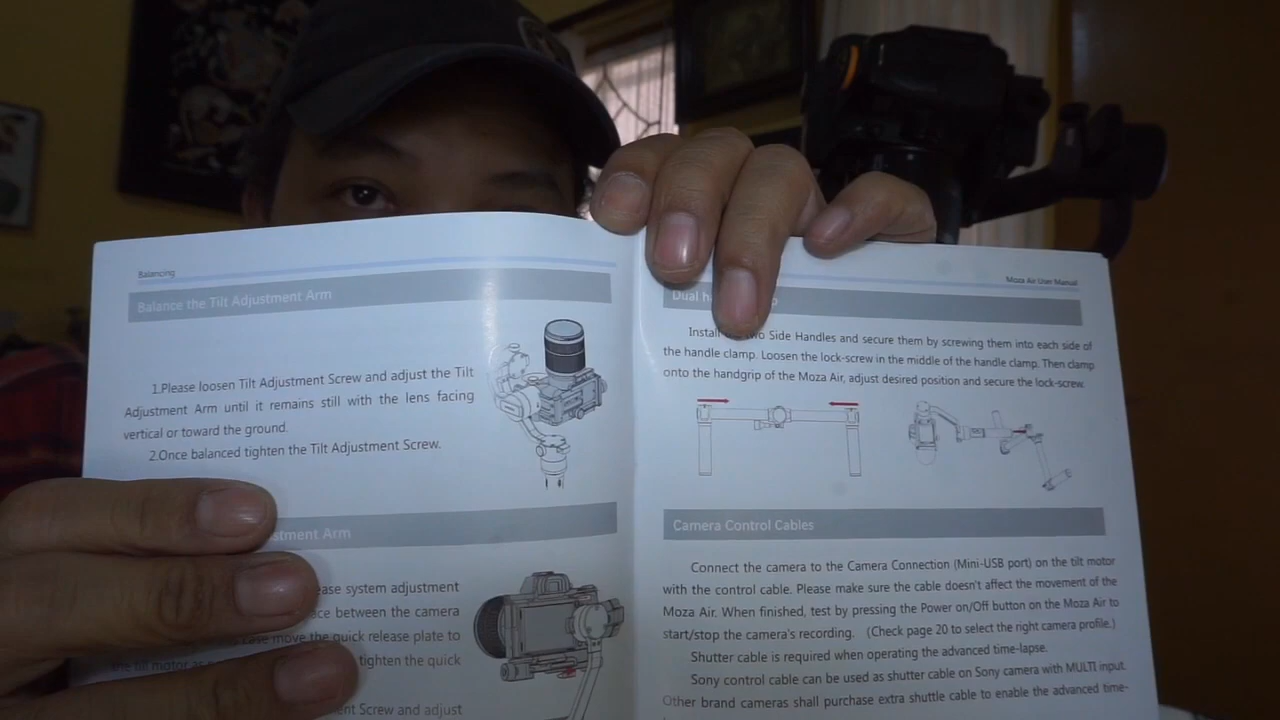 Balancing
Balance the Tilt Adjustment Arm
1.Please loosen Tilt Adjustment Screw and adjust the Tilt
Adjustment Arm until it remains still with the lens facing
vertical or toward the ground.
2.Once balanced tighten the Tilt Adjustment Screw.
Arm
system adjustment
between the camera
move the quick release plate to
the tilt motor as
tighten the quick
Screw and adjust
Moza Air User Manual
Dual
Install two Side Handles and secure them by screwing them into each side of
the handle clamp. Loosen the lock-screw in the middle of the handle clamp. Then clamp
onto the handgrip of the Moza Air, adjust desired position and secure the lock-screw.
Camera Control Cables
Connect the camera to the Camera Connection (Mini-USB port) on the tilt motor
with the control cable. Please make sure the cable doesn't affect the movement of the
Moza Air. When finished, test by pressing the Power on/Off button on the Moza Air to
start/stop the camera's recording. (Check page 20 to select the right camera profile.)
Shutter cable is required when operating the advanced time-lapse.
Sony control cable can be used as shutter cable on Sony camera with MULTI input.
Other brand cameras shall purchase extra shuttle cable to enable the advanced time-